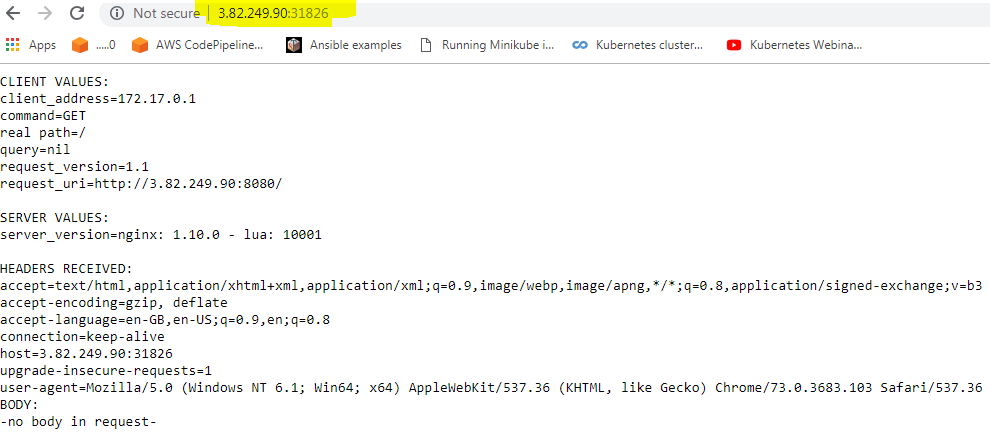 Not secure | 3.82.249.90:31826
Apps .....0 AWS CodePipeline... Ansible examples Running Minikube i... Kubernetes cluster... Kubernetes Webina...
CLIENT VALUES:
client_address=172.17.0.1
command=GET
real path=/
query=nil
request_version=1.1
request_uri=http://3.82.249.90:8080/
SERVER VALUES:
server_version=nginx: 1.10.0 - lua: 10001
HEADERS RECEIVED:
accept=text/html,application/xhtml+xml,application/xml;q=0.9,image/webp,image/apng,*/*;q=0.8,application/signed-exchange;v=b3
accept-encoding=gzip, deflate
accept-language=en-GB,en-US;q=0.9,en;q=0.8
connection=keep-alive
host=3.82.249.90:31826
upgrade-insecure-requests=1
user-agent=Mozilla/5.0 (Windows NT 6.1; Win64; x64) AppleWebKit/537.36 (KHTML, like Gecko) Chrome/73.0.3683.103 Safari/537.36
BODY:
-no body in request-